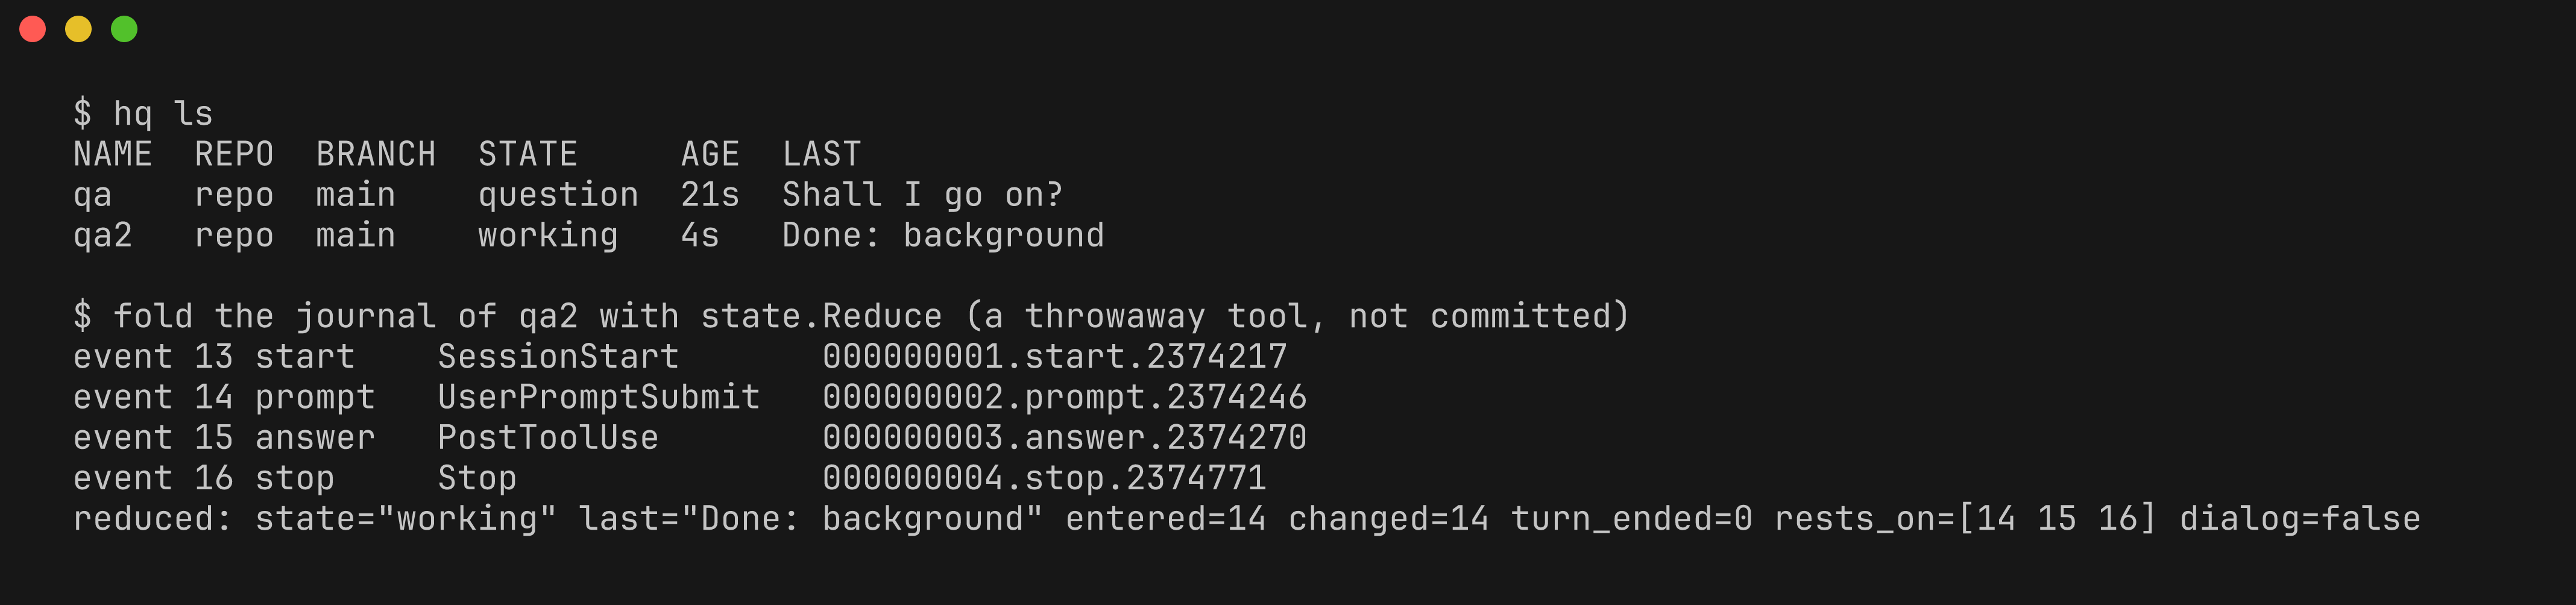 $ hq ls
NAME  REPO  BRANCH  STATE     AGE  LAST
qa    repo  main    question  21s  Shall I go on?
qa2   repo  main    working   4s   Done: background
$ fold the journal of qa2 with state.Reduce (a throwaway tool, not committed)
event 13 start    SessionStart       000000001.start.2374217
event 14 prompt   UserPromptSubmit   000000002.prompt.2374246
event 15 answer   PostToolUse        000000003.answer.2374270
event 16 stop     Stop               000000004.stop.2374771
reduced: state="working" last="Done: background" entered=14 changed=14 turn_ended=0 rests_on=[14 15 16] dialog=false